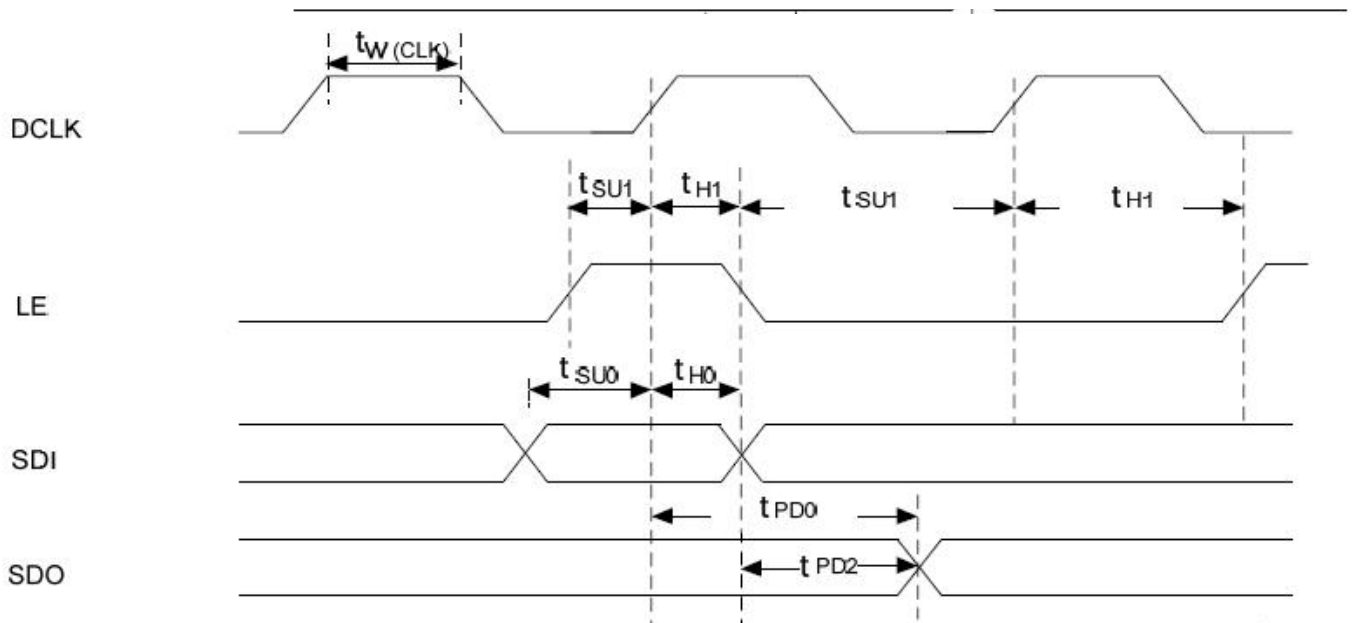 tW(CLK)
DCLK
tSU1 tH1 tSU1 tH1
LE
tSU0 tH0
SDI
tPD0
tPD2
SDO